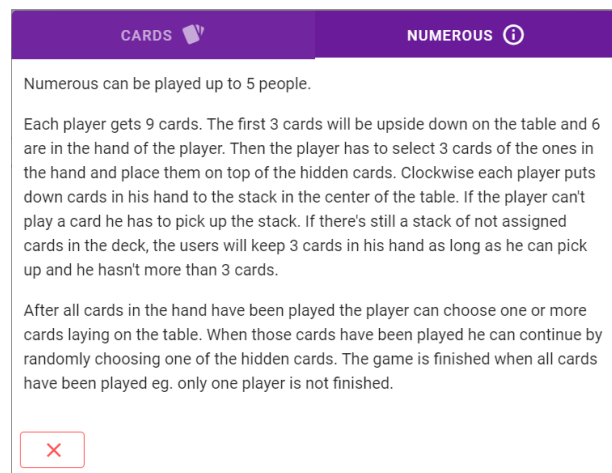 CARDS
NUMEROUS
Numerous can be played up to 5 people.
Each player gets 9 cards. The first 3 cards will be upside down on the table and 6
are in the hand of the player. Then the player has to select 3 cards of the ones in
the hand and place them on top of the hidden cards. Clockwise each player puts
down cards in his hand to the stack in the center of the table. If the player can't
play a card he has to pick up the stack. If there's still a stack of not assigned
cards in the deck, the users will keep 3 cards in his hand as long as he can pick
up and he hasn't more than 3 cards.
After all cards in the hand have been played the player can choose one or more
cards laying on the table. When those cards have been played he can continue by
randomly choosing one of the hidden cards. The game is finished when all cards
have been played eg. only one player is not finished.